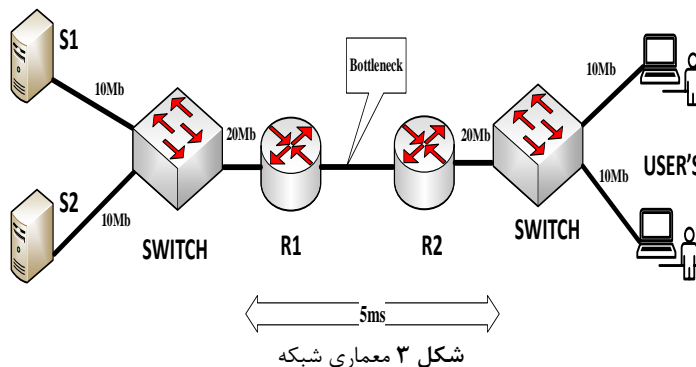 S1
10Mb
Bottleneck
10Mb
20Mb
20Mb
USER'S
S2
10Mb
10Mb
SWITCH
R1
R2
SWITCH
5ms
شکل ۳ معماری شبکه